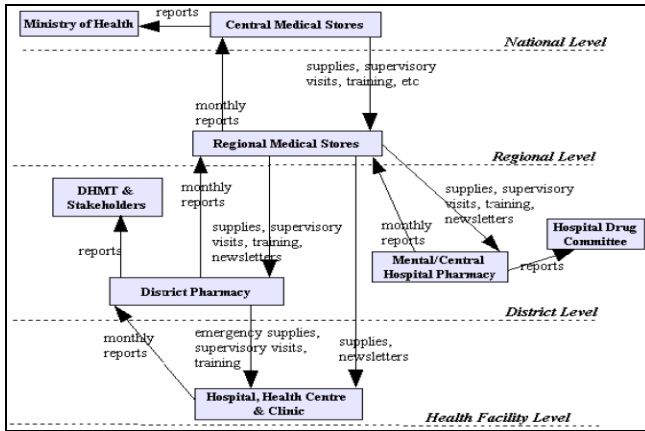 Ministry of Health
reports
Central Medical Stores
National Level
supplies, supervisory
visits, training, etc
monthly
reports
Regional Medical Stores
Regional Level
DHMT &
Stakeholders
monthly
reports
supplies, supervisory
visits, training,
newsletters
monthly
reports
supplies, supervisory
visits, training,
newsletters
Hospital Drug
Committee
reports
Mental/Central
Hospital Pharmacy
reports
District Pharmacy
District Level
monthly
reports
emergency supplies,
supervisory visits,
training
supplies,
newsletters
Hospital, Health Centre
& Clinic
Health Facility Level